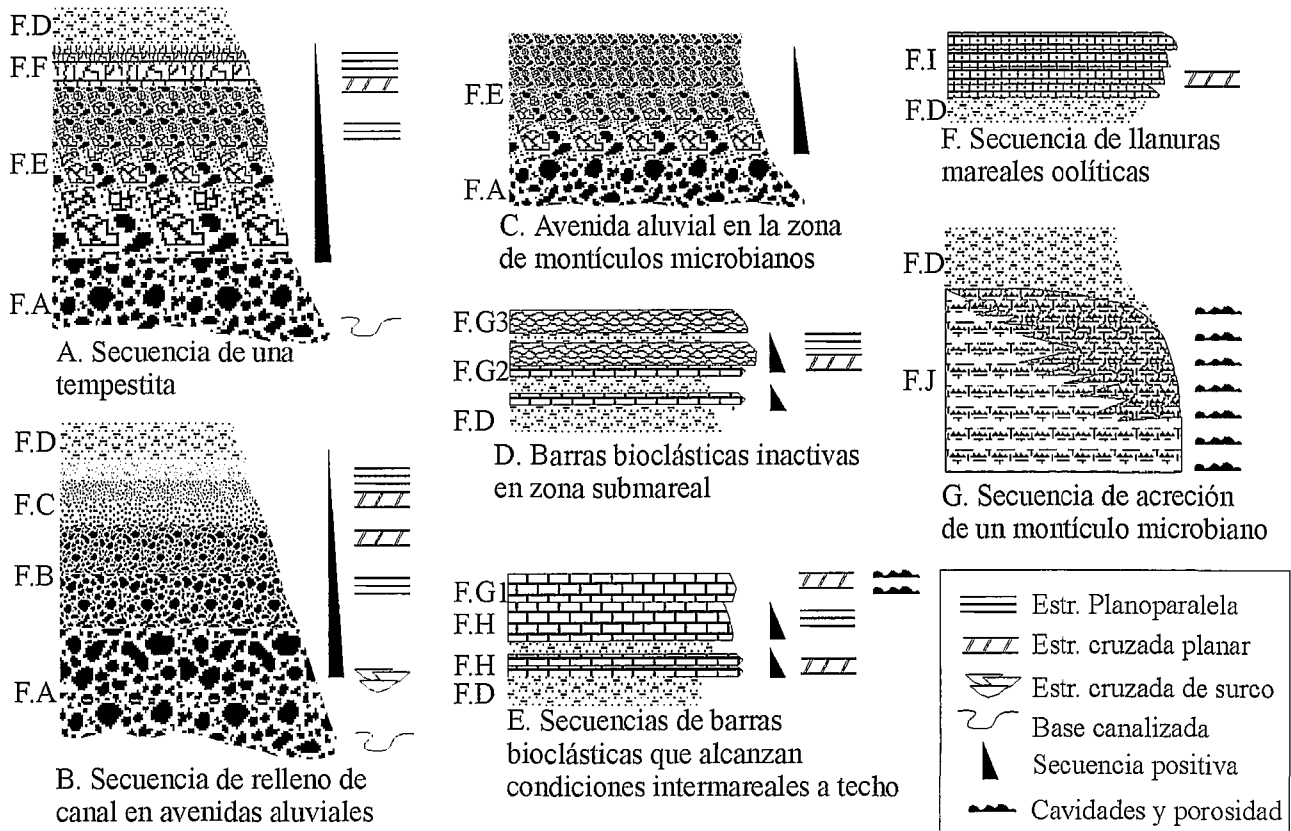 F.D
F.F
F.E
F.A
A. Secuencia de una
tempestita
F.D
F.C
F.B
F.A
B. Secuencia de relleno de
canal en avenidas aluviales
F.E
F.A
C. Avenida aluvial en la zona
de montículos microbianos
F.G3
F.G2
F.D
D. Barras bioclásticas inactivas
en zona submareal
F.G1
F.H
F.H
F.D
E. Secuencias de barras
bioclásticas que alcanzan
condiciones intermareales a techo
F.I
F.D
F. Secuencia de llanuras
mareales oolíticas
F.D
F.J
G. Secuencia de acreción
de un montículo microbiano
Estr. Planoparalela
Estr. cruzada planar
Estr. cruzada de surco
Base canalizada
Secuencia positiva
Cavidades y porosidad